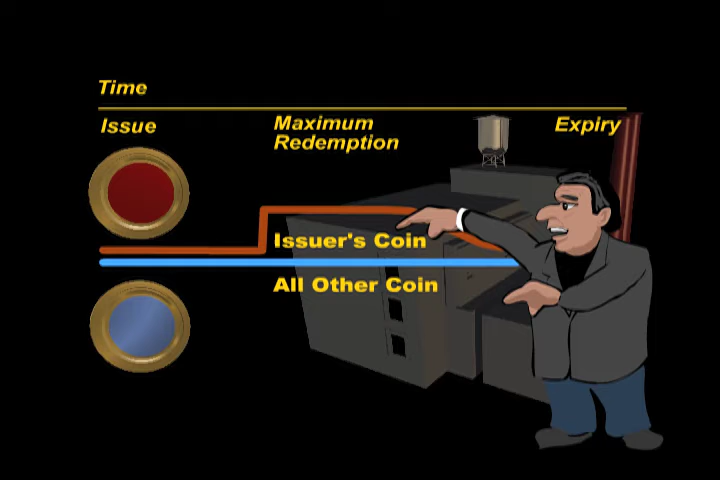 Time
Issue
Maximum
Redemption
Expiry
Issuer's Coin
All Other Coin